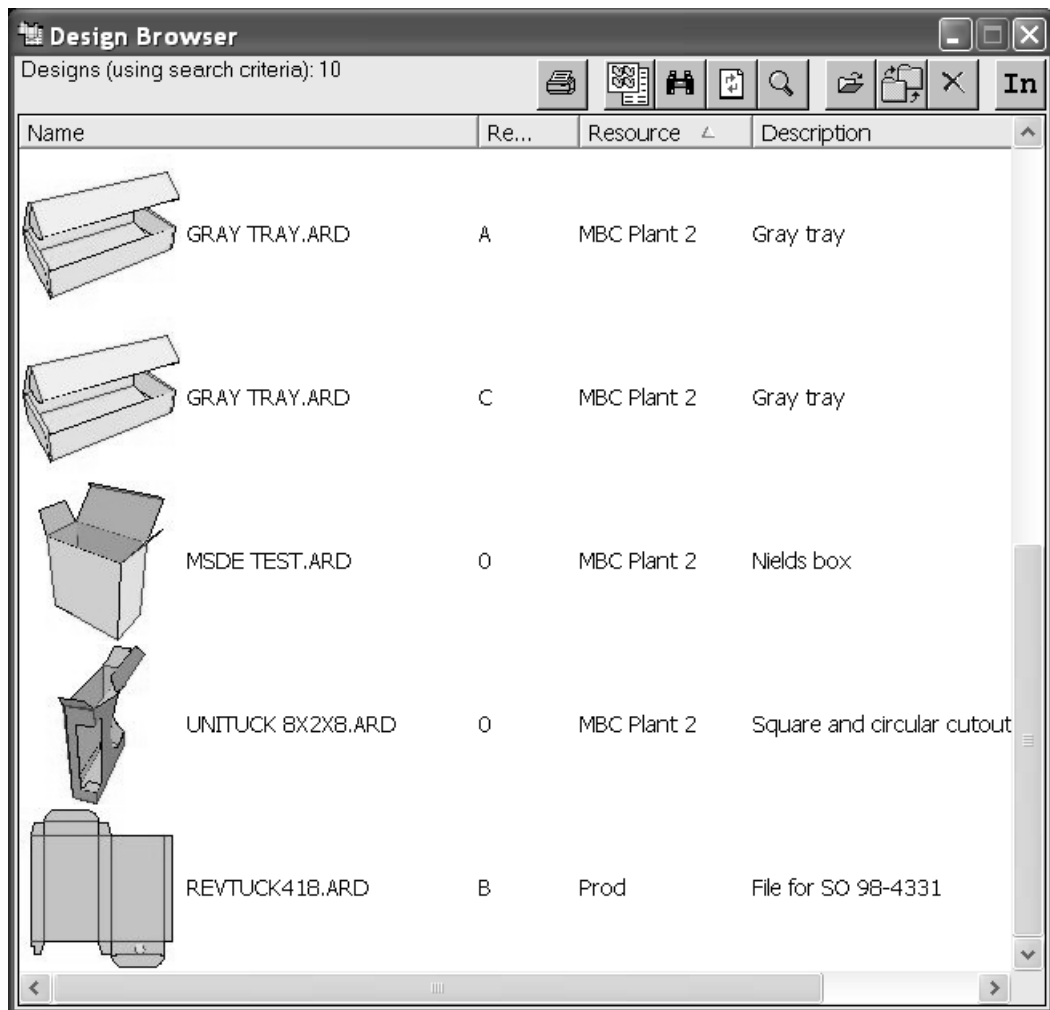 Design Browser
Designs (using search criteria): 10
In
Name Re... Resource Description
GRAY TRAY.ARD A MBC Plant 2 Gray tray
GRAY TRAY.ARD C MBC Plant 2 Gray tray
MSDE TEST.ARD 0 MBC Plant 2 Nields box
UNITUCK 8X2X8.ARD 0 MBC Plant 2 Square and circular cutout
REVTUCK418.ARD B Prod File for SO 98-4331